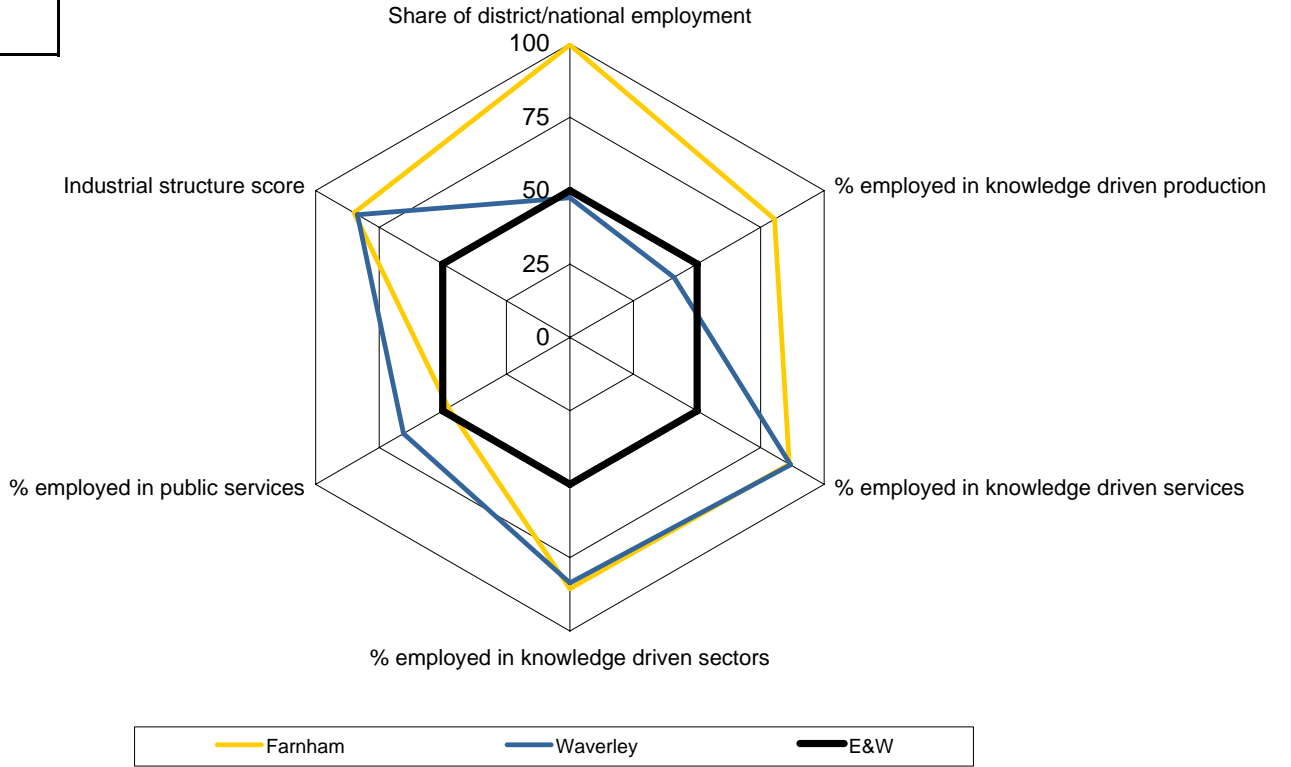 Share of district/national employment
100
75
50
25
0
Industrial structure score
% employed in knowledge driven production
% employed in public services
% employed in knowledge driven services
% employed in knowledge driven sectors
Farnham
Waverley
E&W